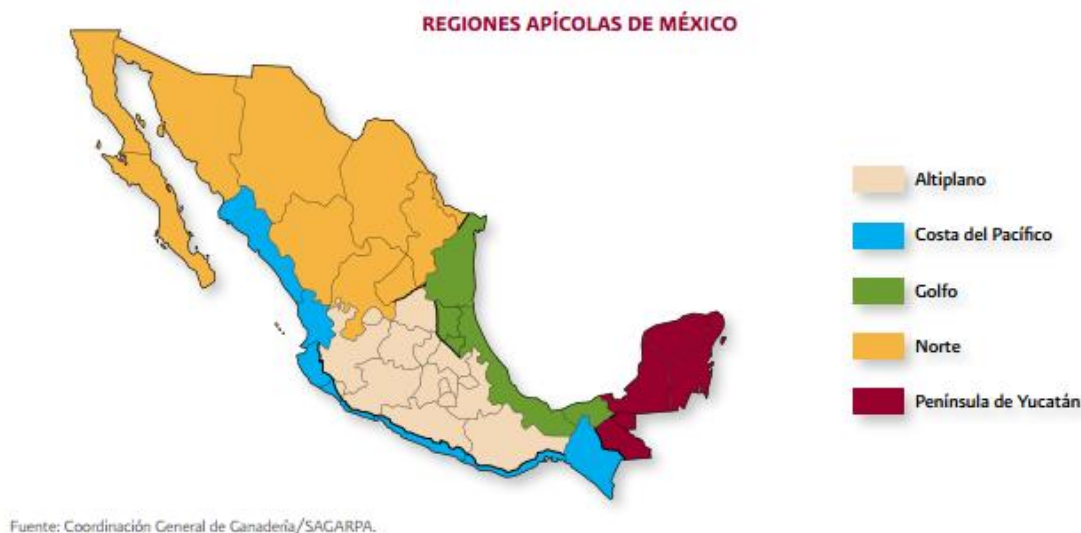 REGIONES APÍCOLAS DE MÉXICO
Altiplano
Costa del Pacífico
Golfo
Norte
Península de Yucatán
Fuente: Coordinación General de Ganadería/SAGARPA.